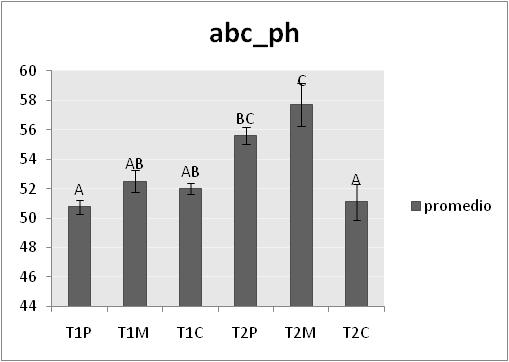 abc_ph
60
58
56
54
52
50
48
46
44
A
AB
AB
BC
C
A
T1P T1M T1C T2P T2M T2C
promedio